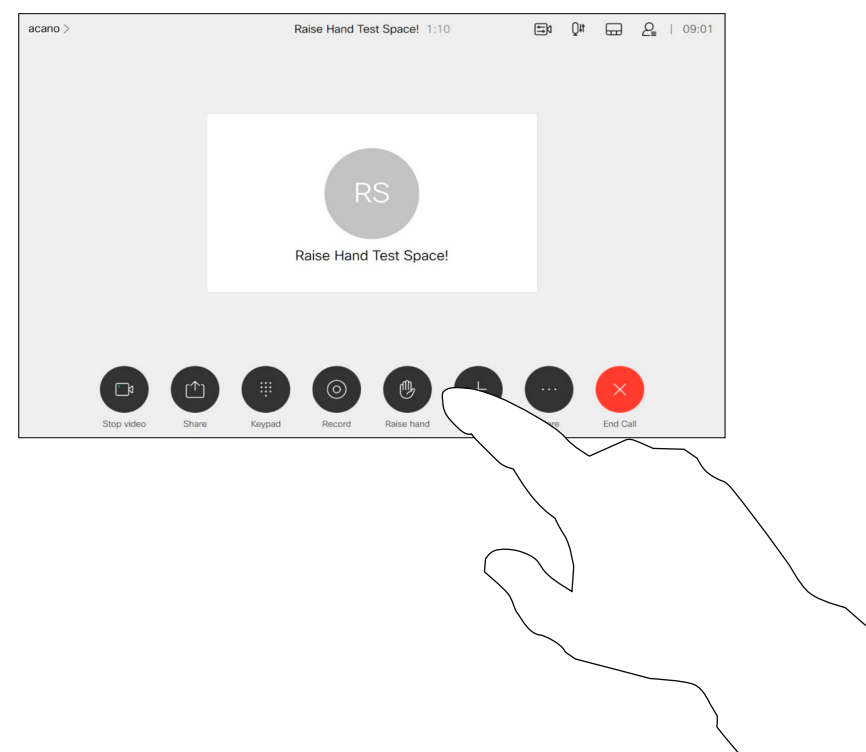 acano >
Raise Hand Test Space! 1:10
09:01
RS
Raise Hand Test Space!
Stop video
Share
Keypad
Record
Raise hand
End Call